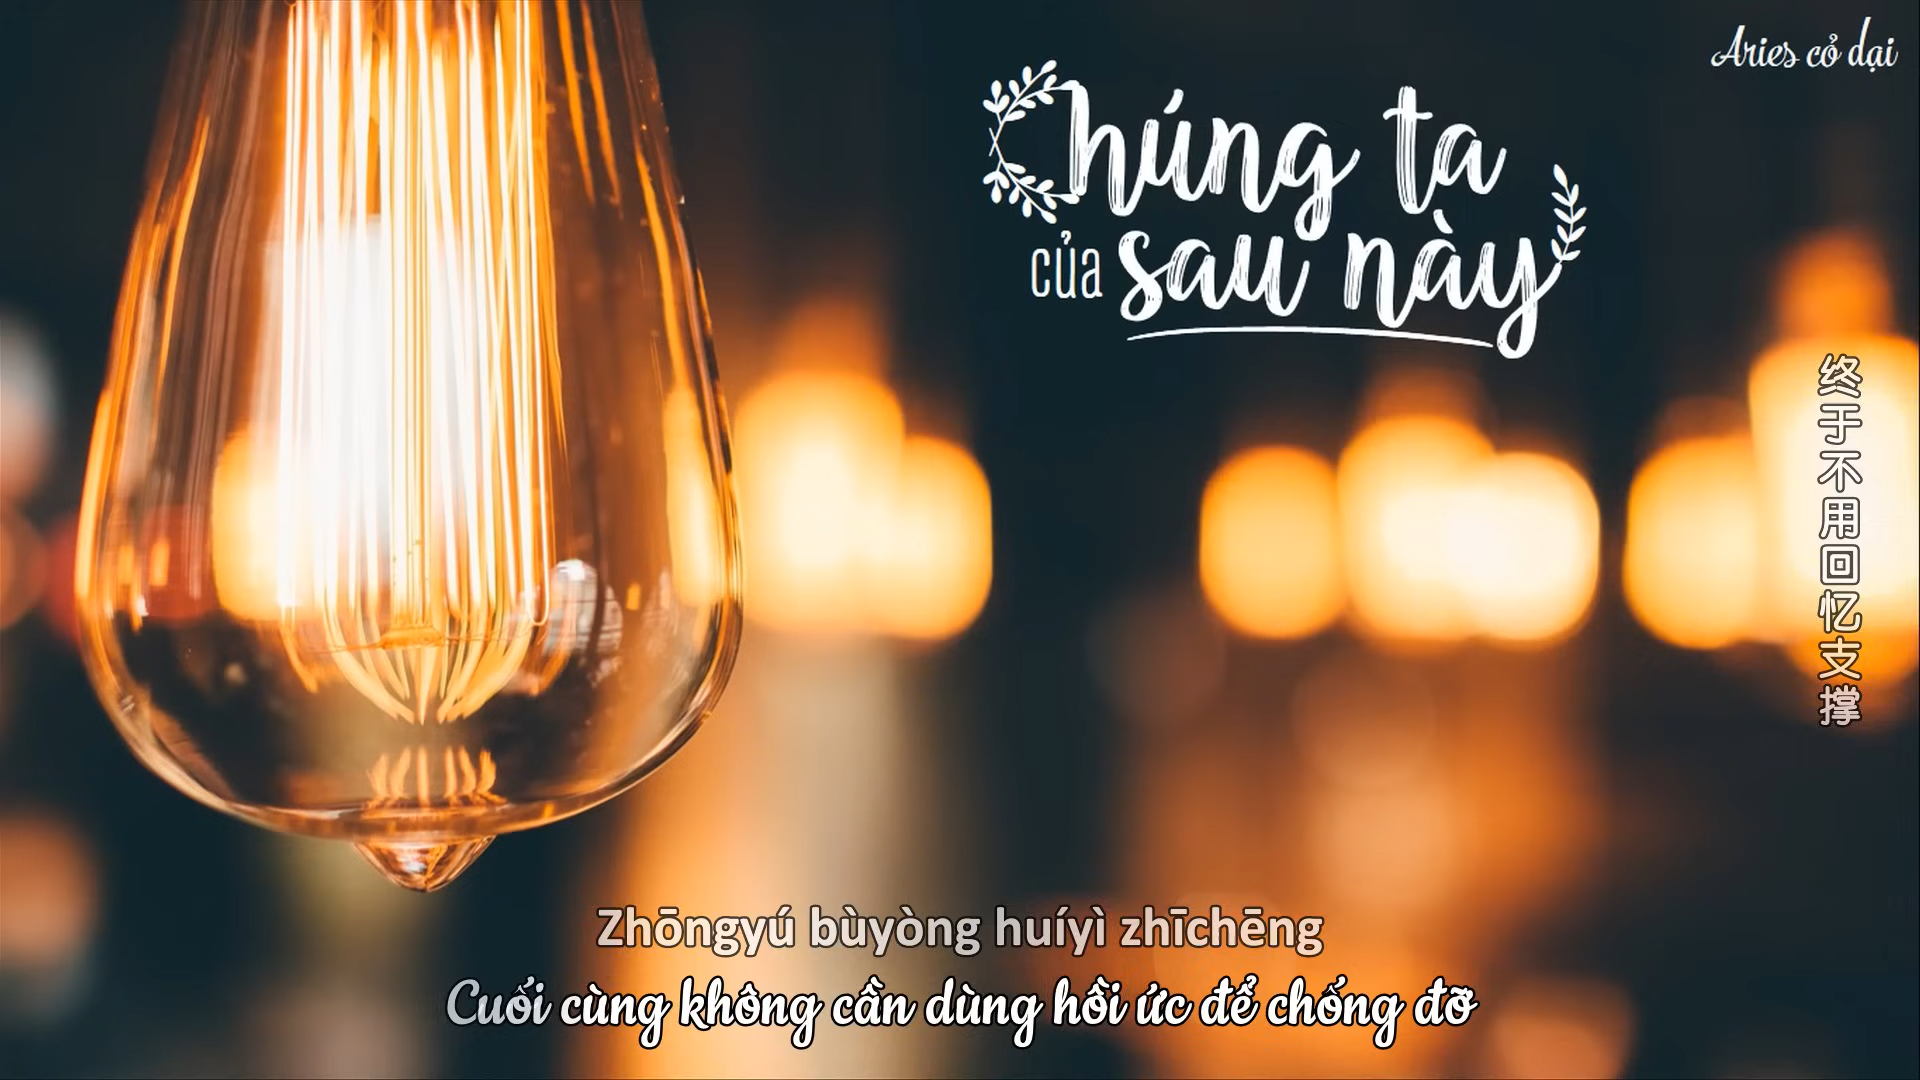 Aries cỏ dại
Chúng ta
của sau này
终于不用回忆支撑
Zhōngyú bùyòng huíyì zhīchēng
Cuối cùng không cần dùng hồi ức để chống đỡ